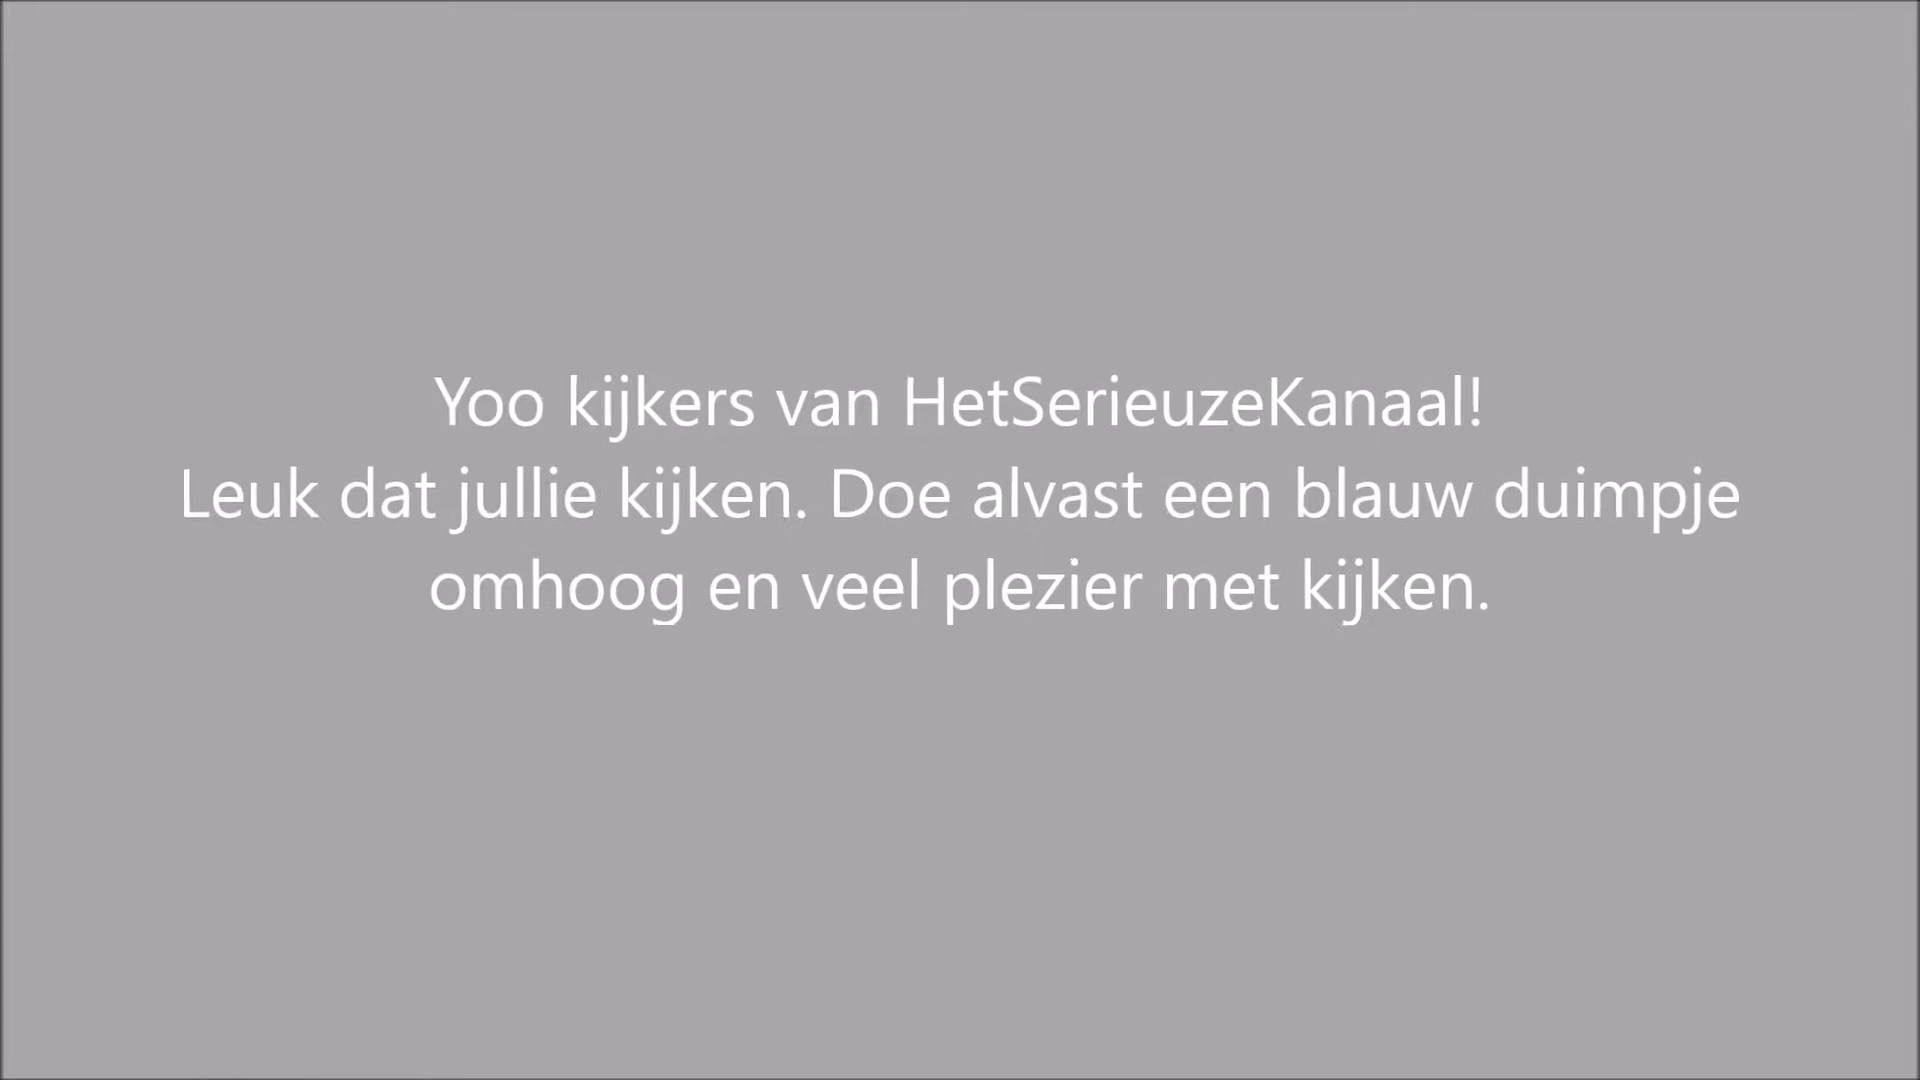 Yoo kijkers van HetSerieuzeKanaal!
Leuk dat jullie kijken. Doe alvast een blauw duimpje
omhoog en veel plezier met kijken.